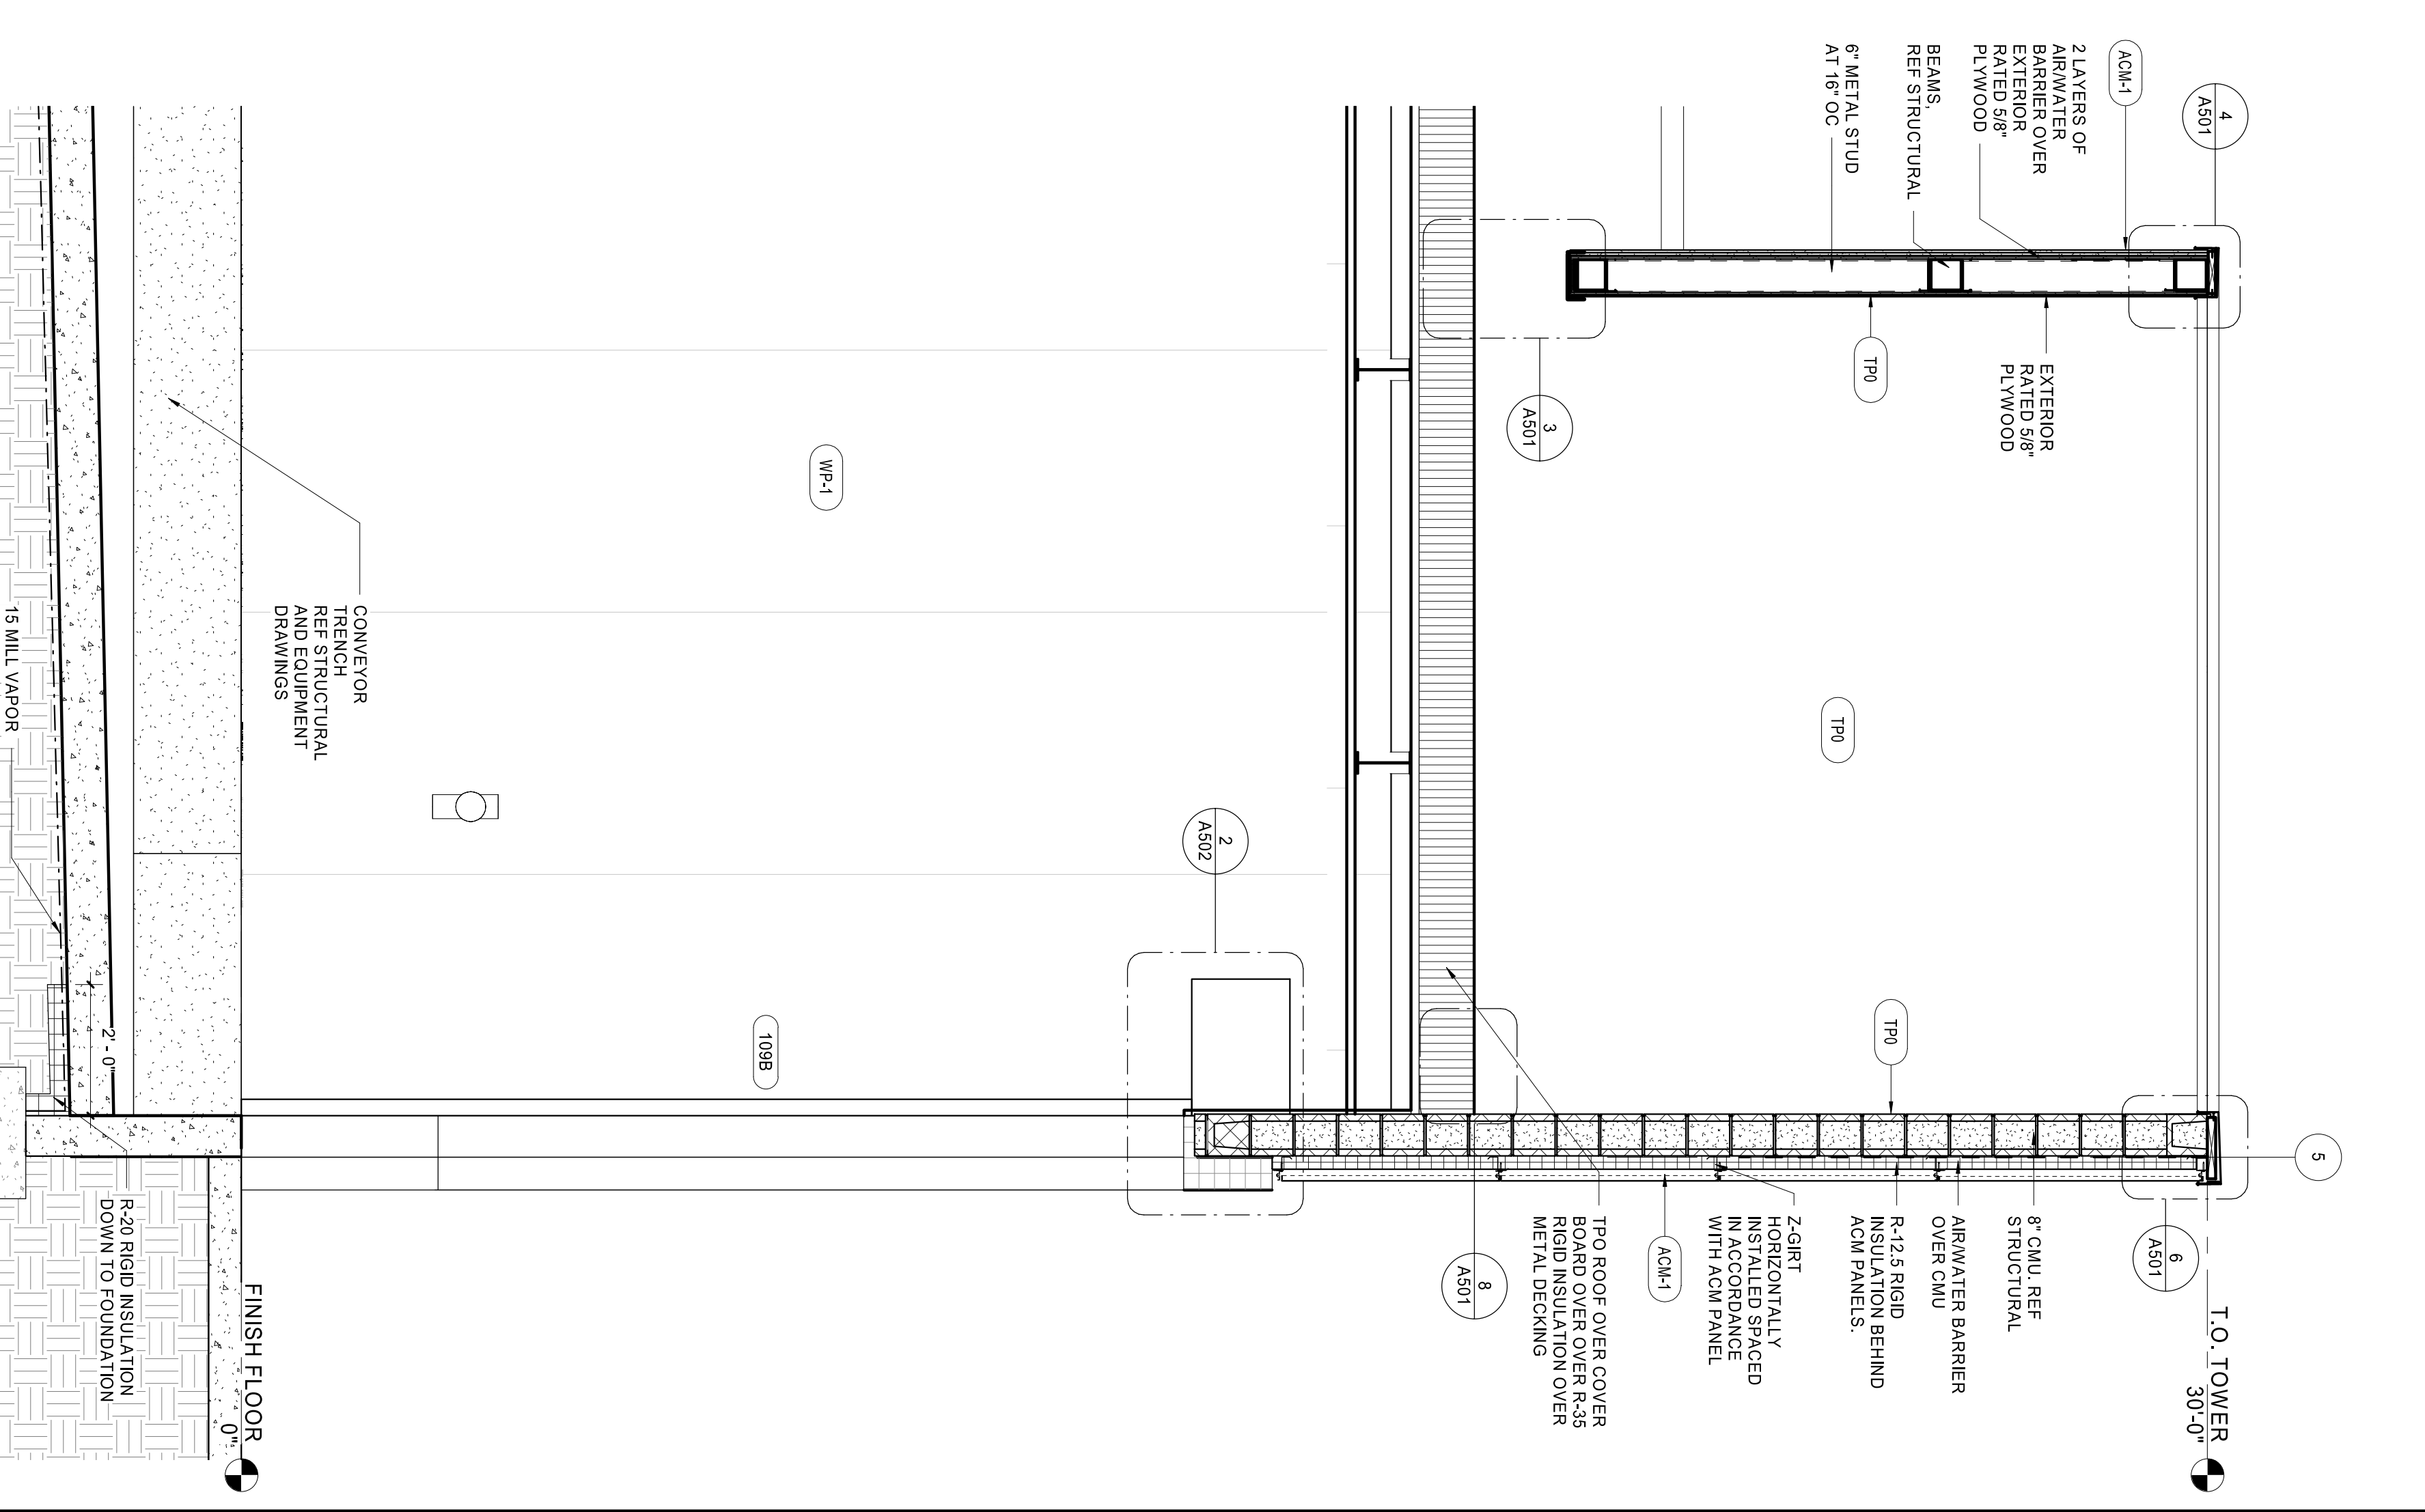 4
A501
ACM-1
2 LAYERS OF
AIR/WATER
BARRIER OVER
EXTERIOR
RATED 5/8"
PLYWOOD
BEAMS,
REF STRUCTURAL
6" METAL STUD
AT 16" OC
EXTERIOR
RATED 5/8"
PLYWOOD
TP0
3
A501
TP0
TP0
5
T.O. TOWER
30'-0"
6
A501
8" CMU. REF
STRUCTURAL
AIR/WATER BARRIER
OVER CMU
R-12.5 RIGID
INSULATION BEHIND
ACM PANELS.
Z-GIRT
HORIZONTALLY
INSTALLED SPACED
IN ACCORDANCE
WITH ACM PANEL
ACM-1
TPO ROOF OVER COVER
BOARD OVER OVER R-35
RIGID INSULATION OVER
METAL DECKING
8
A501
2
A502
WP-1
109B
CONVEYOR
TRENCH
REF STRUCTURAL
AND EQUIPMENT
DRAWINGS
FINISH FLOOR
0"
2' - 0"
R-20 RIGID INSULATION
DOWN TO FOUNDATION
15 MILL VAPOR